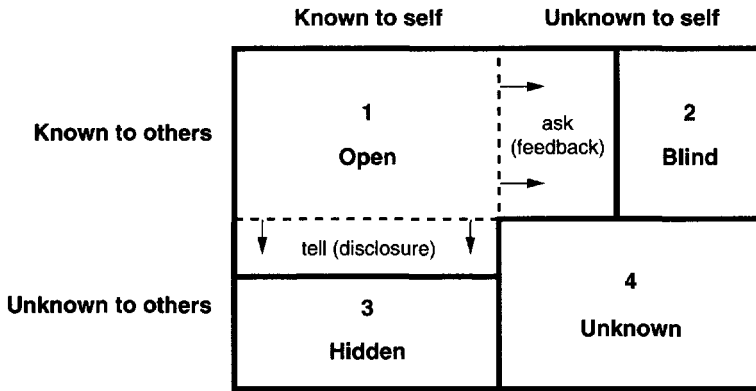 Known to self
Unknown to self
Known to others
1
Open
ask
(feedback)
2
Blind
tell (disclosure)
Unknown to others
3
Hidden
4
Unknown